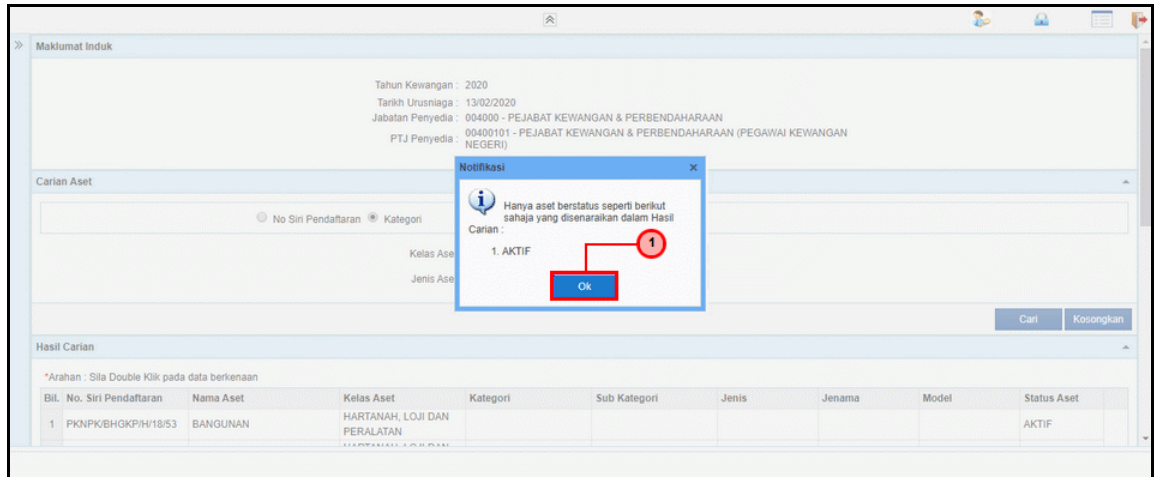 Maklumat Induk
Tahun Kewangan : 2020
Tarikh Urusniaga : 13/02/2020
Jabatan Penyedia : 004000 - PEJABAT KEWANGAN & PERBENDAHARAAN
PTJ Penyedia : 00400101 - PEJABAT KEWANGAN & PERBENDAHARAAN (PEGAWAI KEWANGAN
NEGERI)
Notifikasi ×
Hanya aset berstatus seperti berikut
sahaja yang disenaraikan dalam Hasil
Carian :
1. AKTIF
1
Ok
Carian Aset
No Siri Pendaftaran Kategori
Kelas Ase
Jenis Ase
Cari Kosongkan
Hasil Carian
*Arahan : Sila Double Klik pada data berkenaan
Bil. No. Siri Pendaftaran Nama Aset Kelas Aset Kategori Sub Kategori Jenis Jenama Model Status Aset
1 PKNPK/BHGKP/H/18/53 BANGUNAN HARTANAH, LOJI DAN AKTIF
PERALATAN